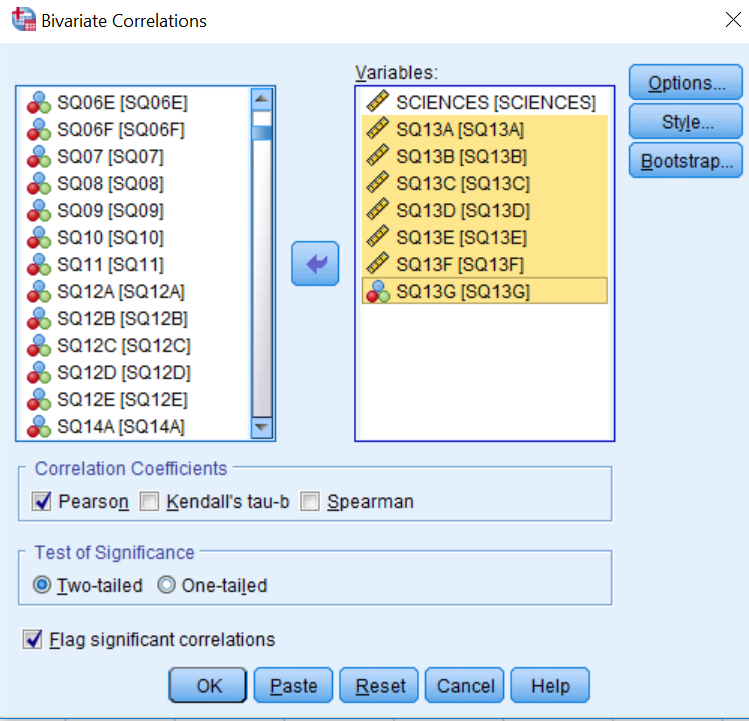 Bivariate Correlations
Variables:
SQ06E [SQ06E]
SQ06F [SQ06F]
SQ07 [SQ07]
SQ08 [SQ08]
SQ09 [SQ09]
SQ10 [SQ10]
SQ11 [SQ11]
SQ12A [SQ12A]
SQ12B [SQ12B]
SQ12C [SQ12C]
SQ12D [SQ12D]
SQ12E [SQ12E]
SQ14A [SQ14A]
SCIENCES [SCIENCES]
SQ13A [SQ13A]
SQ13B [SQ13B]
SQ13C [SQ13C]
SQ13D [SQ13D]
SQ13E [SQ13E]
SQ13F [SQ13F]
SQ13G [SQ13G]
Options...
Style...
Bootstrap...
Correlation Coefficients
Pearson Kendall's tau-b Spearman
Test of Significance
Two-tailed One-tailed
Flag significant correlations
OK Paste Reset Cancel Help